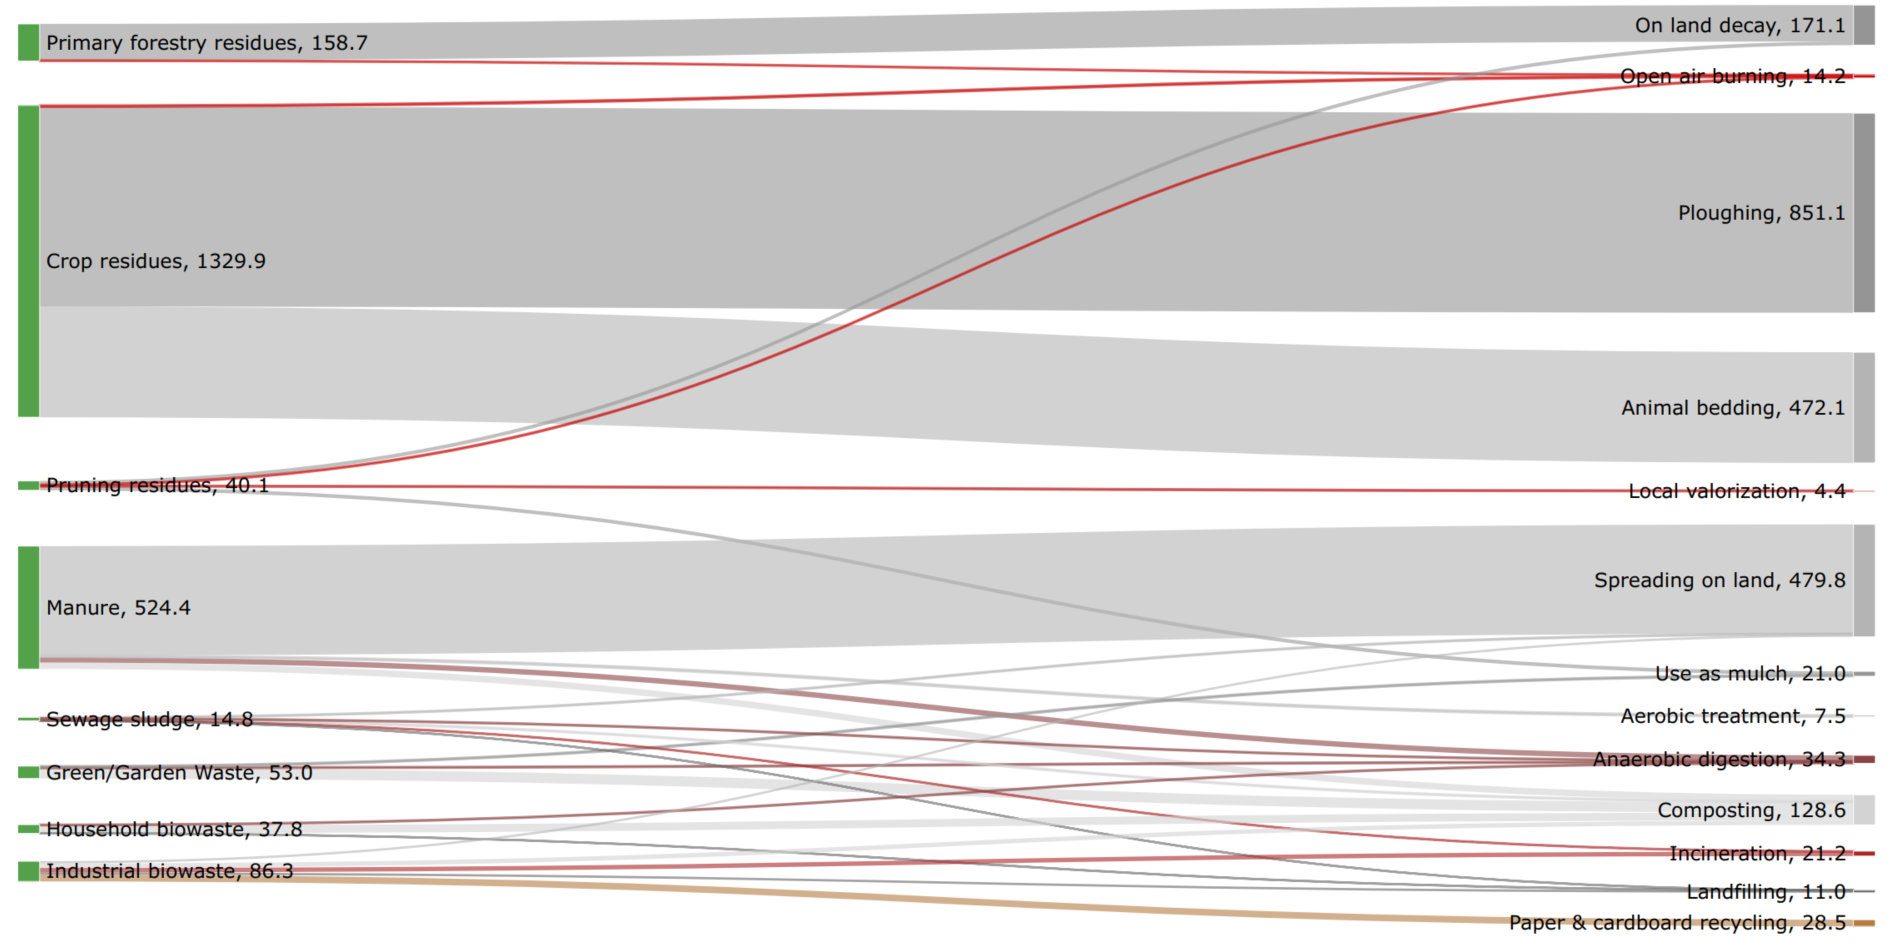 Primary forestry residues, 158.7
Crop residues, 1329.9
Pruning residues, 40.1
Manure, 524.4
Sewage sludge, 14.8
Green/Garden Waste, 53.0
Household biowaste, 37.8
Industrial biowaste, 86.3
On land decay, 171.1
Open air burning, 14.2
Ploughing, 851.1
Animal bedding, 472.1
Local valorization, 4.4
Spreading on land, 479.8
Use as mulch, 21.0
Aerobic treatment, 7.5
Anaerobic digestion, 34.3
Composting, 128.6
Incineration, 21.2
Landfilling, 11.0
Paper & cardboard recycling, 28.5